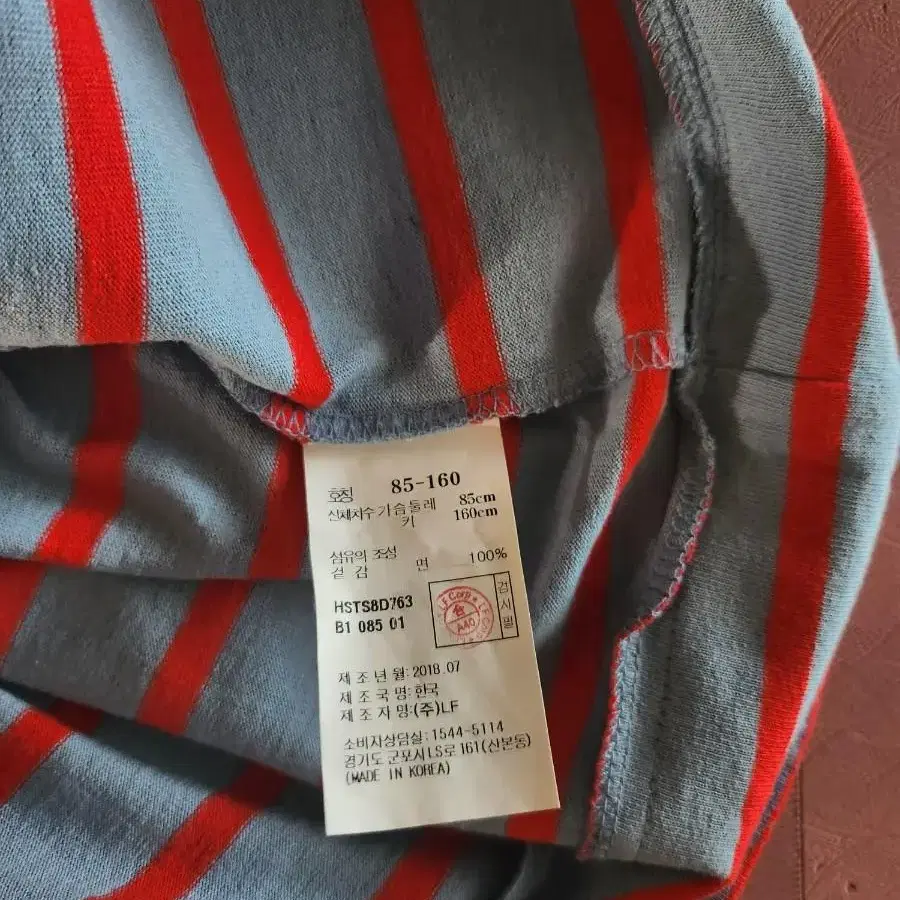 호칭 85-160
신체치수 가슴둘레 85cm
키 160cm
섬유의 조성
겉감 면 100%
HSTS8D763
B1 085 01
LF Corp
A40
검사필
제조년월: 2018.07
제조국명: 한국
제조자명: (주)LF
소비자상담실: 1544-5114
경기도 군포시 LS로 161(산본동)
(MADE IN KOREA)